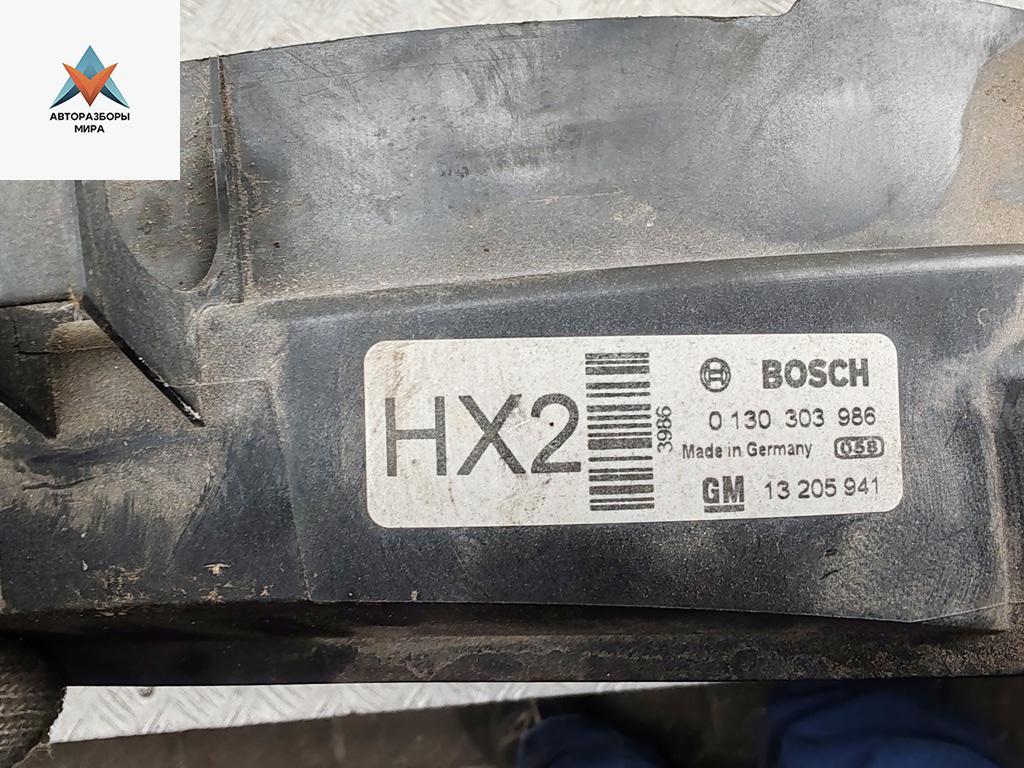 АВТОРАЗБОРЫ
МИРА
HX2
3986
BOSCH
0 130 303 986
Made in Germany 058
GM 13 205 941